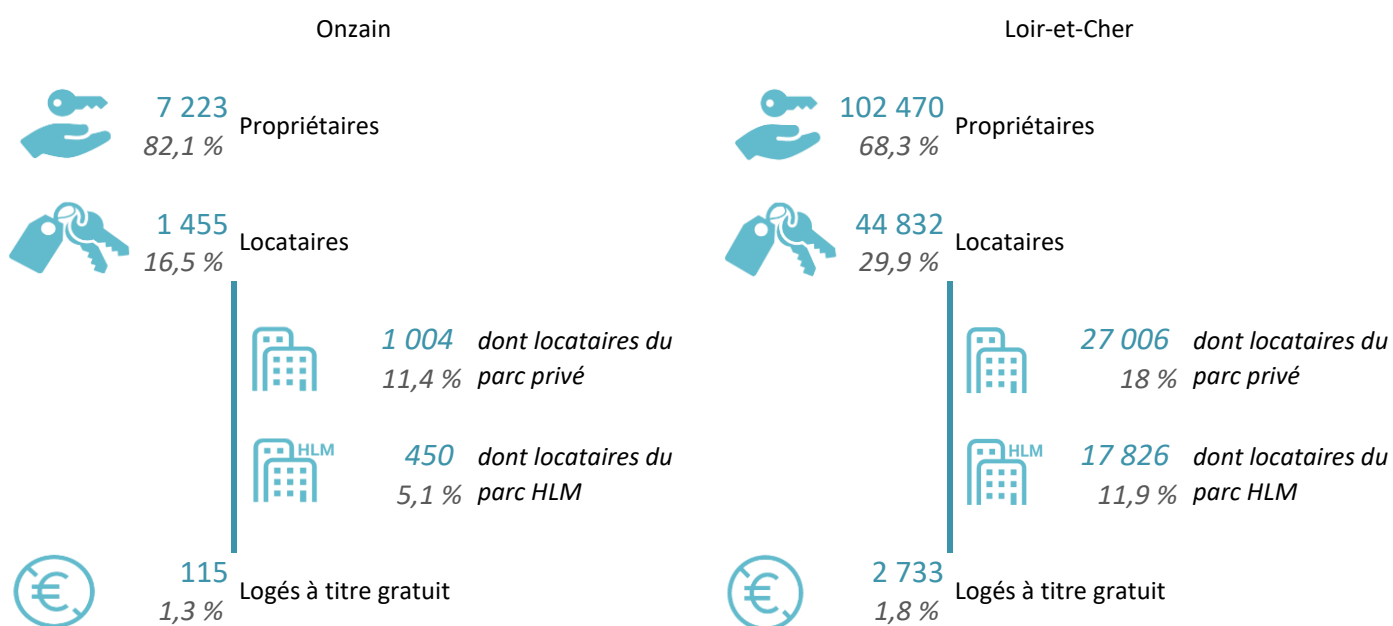 Onzain
7 223
82,1 %
Propriétaires
1 455
16,5 %
Locataires
1 004
11,4 %
dont locataires du
parc privé
HLM
450
5,1 %
dont locataires du
parc HLM
€
115
1,3 %
Logés à titre gratuit
Loir-et-Cher
102 470
68,3 %
Propriétaires
44 832
29,9 %
Locataires
27 006
18 %
dont locataires du
parc privé
HLM
17 826
11,9 %
dont locataires du
parc HLM
€
2 733
1,8 %
Logés à titre gratuit